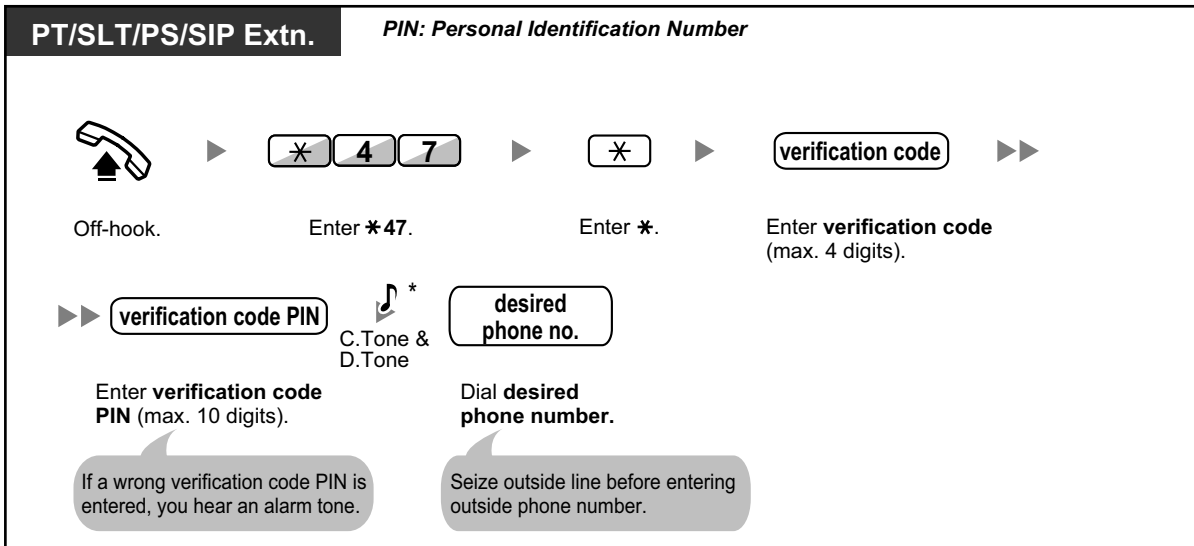 PT/SLT/PS/SIP Extn.
PIN: Personal Identification Number
* 4 7
*
verification code
Off-hook.
Enter *47.
Enter *.
Enter verification code
(max. 4 digits).
verification code PIN
*
C.Tone &
D.Tone
desired
phone no.
Enter verification code
PIN (max. 10 digits).
Dial desired
phone number.
If a wrong verification code PIN is
entered, you hear an alarm tone.
Seize outside line before entering
outside phone number.